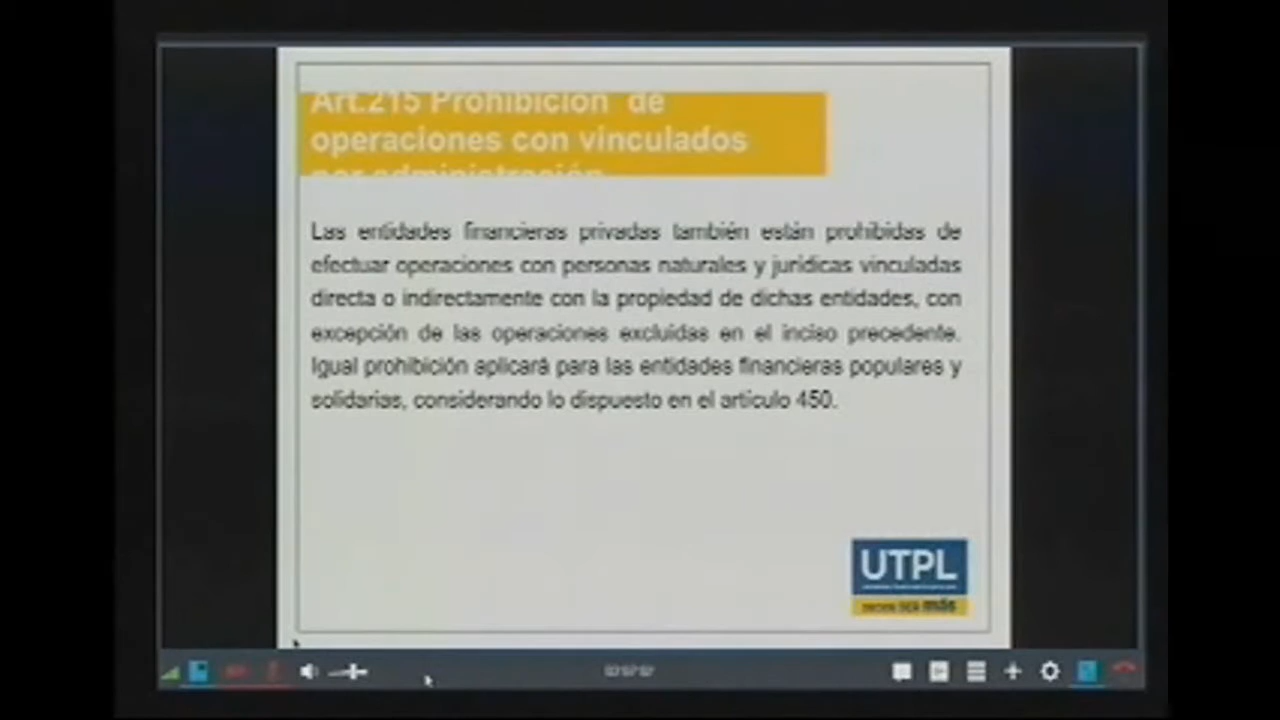 Art.215 Prohibición de
operaciones con vinculados
por administración
Las entidades financieras privadas también están prohibidas de
efectuar operaciones con personas naturales y jurídicas vinculadas
directa o indirectamente con la propiedad de dichas entidades, con
excepción de las operaciones excluidas en el inciso precedente.
Igual prohibición aplicará para las entidades financieras populares y
solidarias, considerando lo dispuesto en el artículo 450.
UTPL
más